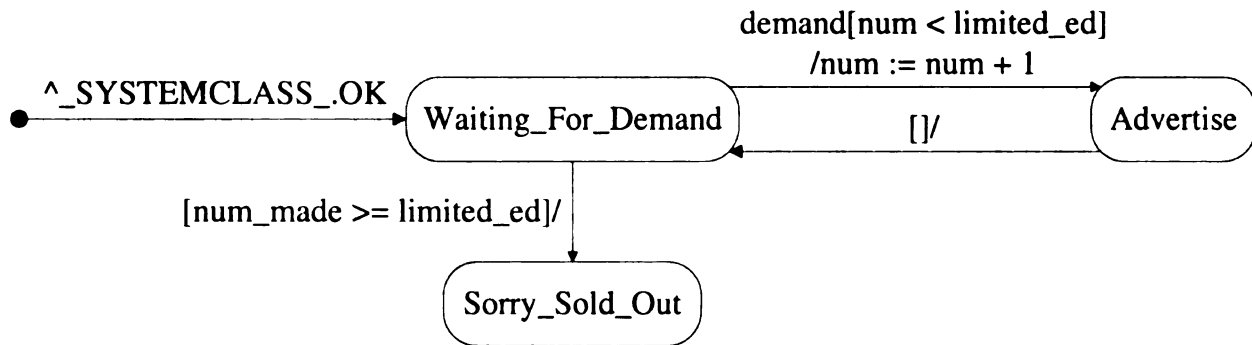 demand[num < limited_ed]
/num := num + 1
^_SYSTEMCLASS_.OK
Waiting_For_Demand
Advertise
[]/
[num_made >= limited_ed]/
Sorry_Sold_Out